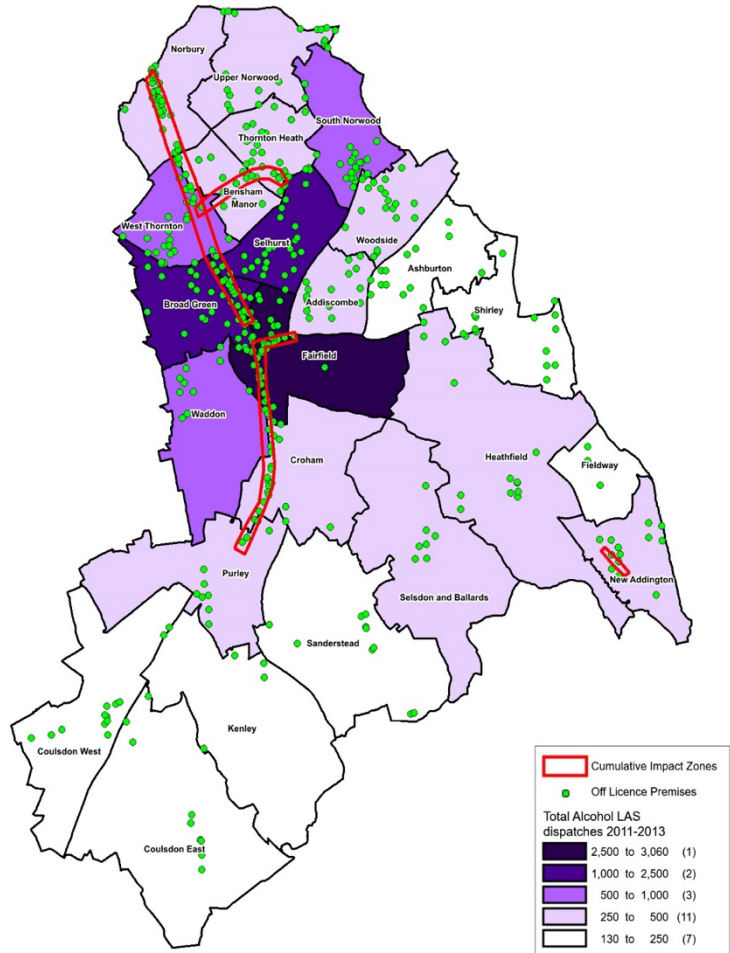 Norbury
Upper Norwood
South Norwood
Thornton Heath
Bensham
Manor
West Thornton
Selhurst
Woodside
Ashburton
Broad Green
Addiscombe
Shirley
Fairfield
Waddon
Croham
Heathfield
Fieldway
New Addington
Purley
Selsdon and Ballards
Sanderstead
Kenley
Coulsdon West
Coulsdon East
Cumulative Impact Zones
Off Licence Premises
Total Alcohol LAS
dispatches 2011-2013
2,500 to 3,060 (1)
1,000 to 2,500 (2)
500 to 1,000 (3)
250 to 500 (11)
130 to 250 (7)